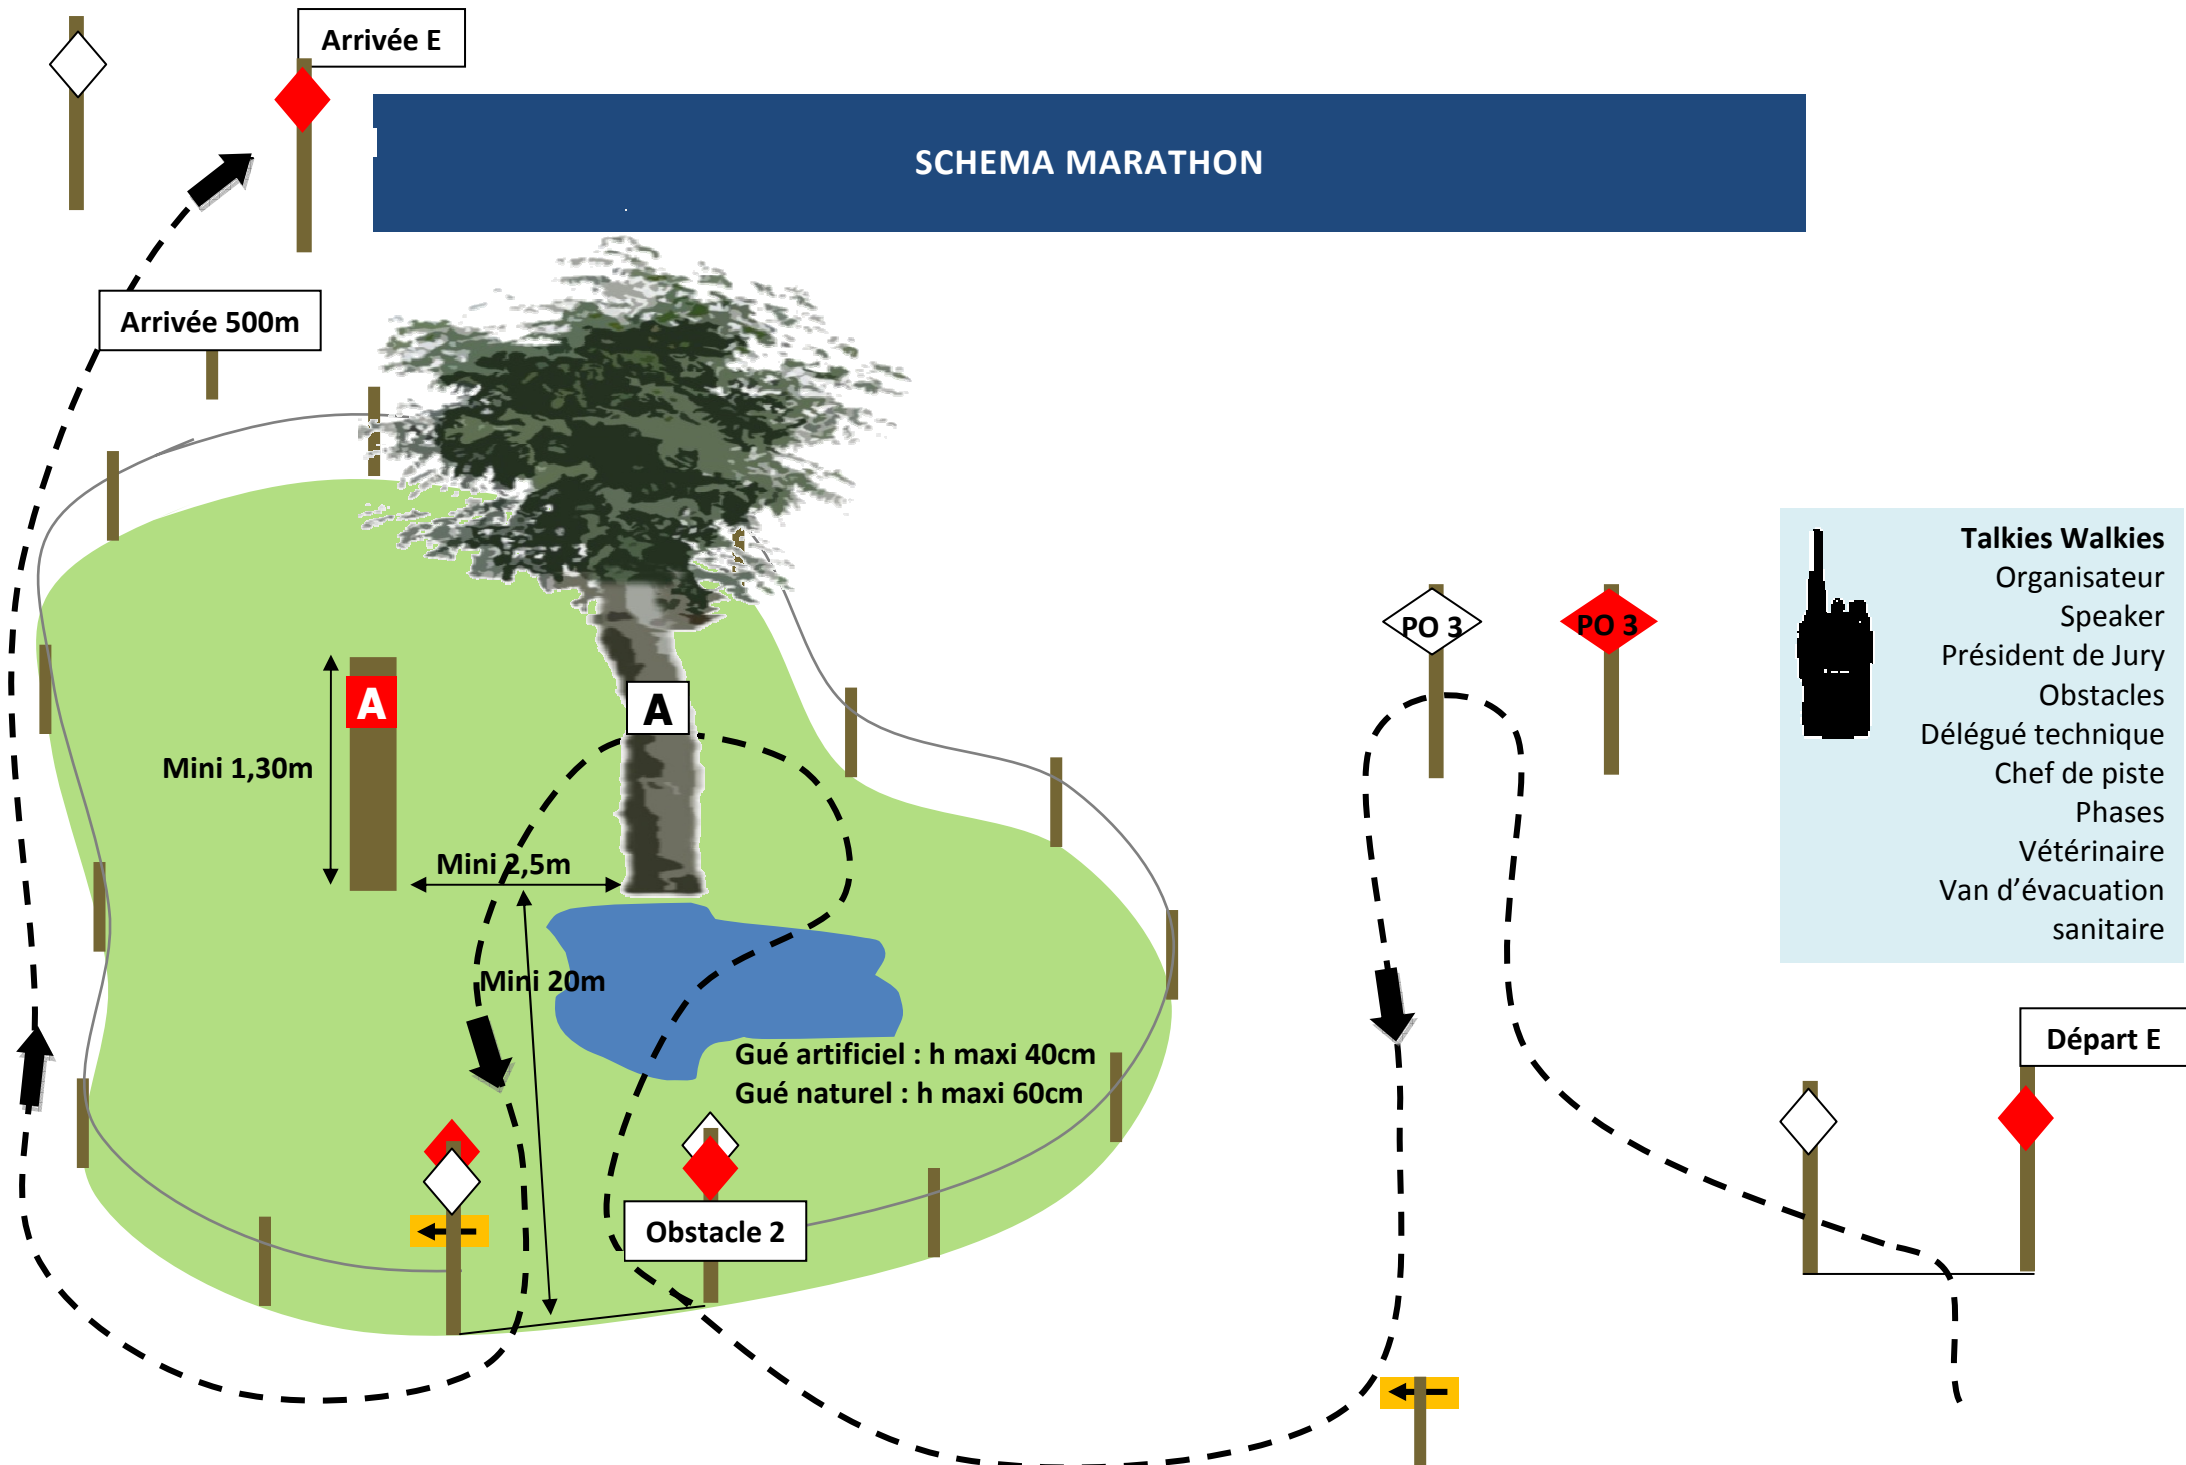 Arrivée E
SCHEMA MARATHON
Arrivée 500m
A
A
Mini 1,30m
Mini 2,5m
Mini 20m
Gué artificiel : h maxi 40cm
Gué naturel : h maxi 60cm
Obstacle 2
PO 3
PO 3
Talkies Walkies
Organisateur
Speaker
Président de Jury
Obstacles
Délégué technique
Chef de piste
Phases
Vétérinaire
Van d’évacuation
sanitaire
Départ E